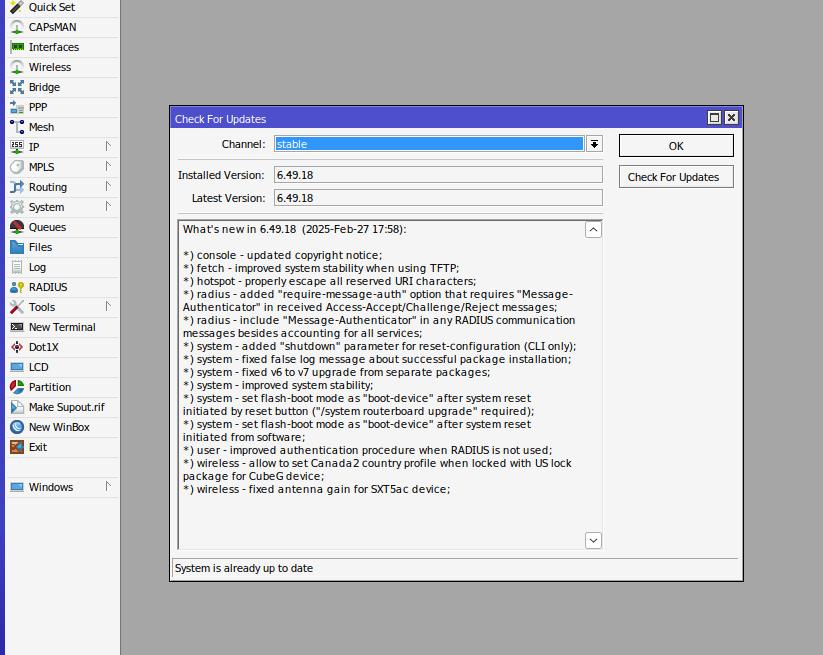 Quick Set
CAPsMAN
Interfaces
Wireless
Bridge
PPP
Mesh
255
IP
MPLS
Routing
System
Queues
Files
Log
RADIUS
Tools
New Terminal
Dot1X
LCD
Partition
Make Supout.rif
New WinBox
Exit
Windows
Check For Updates
Channel: stable
OK
Installed Version: 6.49.18
Check For Updates
Latest Version: 6.49.18
What's new in 6.49.18 (2025-Feb-27 17:58):
*) console - updated copyright notice;
*) fetch - improved system stability when using TFTP;
*) hotspot - properly escape all reserved URI characters;
*) radius - added "require-message-auth" option that requires "Message-
Authenticator" in received Access-Accept/Challenge/Reject messages;
*) radius - include "Message-Authenticator" in any RADIUS communication
messages besides accounting for all services;
*) system - added "shutdown" parameter for reset-configuration (CLI only);
*) system - fixed false log message about successful package installation;
*) system - fixed v6 to v7 upgrade from separate packages;
*) system - improved system stability;
*) system - set flash-boot mode as "boot-device" after system reset
initiated by reset button ("/system routerboard upgrade" required);
*) system - set flash-boot mode as "boot-device" after system reset
initiated from software;
*) user - improved authentication procedure when RADIUS is not used;
*) wireless - allow to set Canada2 country profile when locked with US lock
package for CubeG device;
*) wireless - fixed antenna gain for SXT5ac device;
System is already up to date